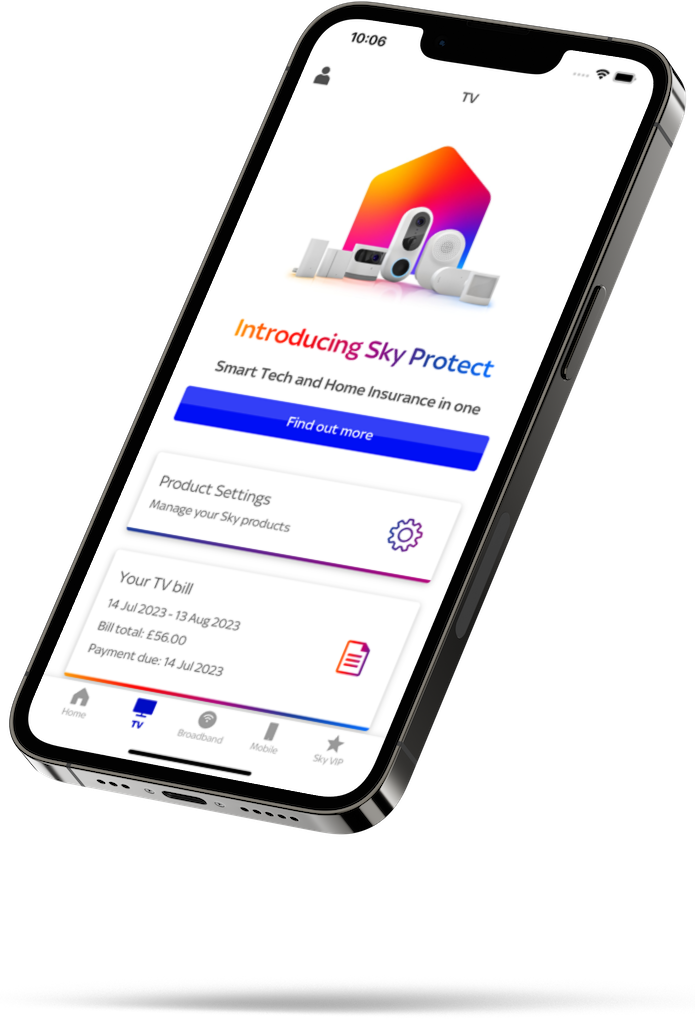 10:06
TV
Introducing Sky Protect
Smart Tech and Home Insurance in one
Find out more
Product Settings
Manage your Sky products
Your TV bill
14 Jul 2023 - 13 Aug 2023
Bill total: £56.00
Payment due: 14 Jul 2023
Home
TV
Broadband
Mobile
Sky VIP